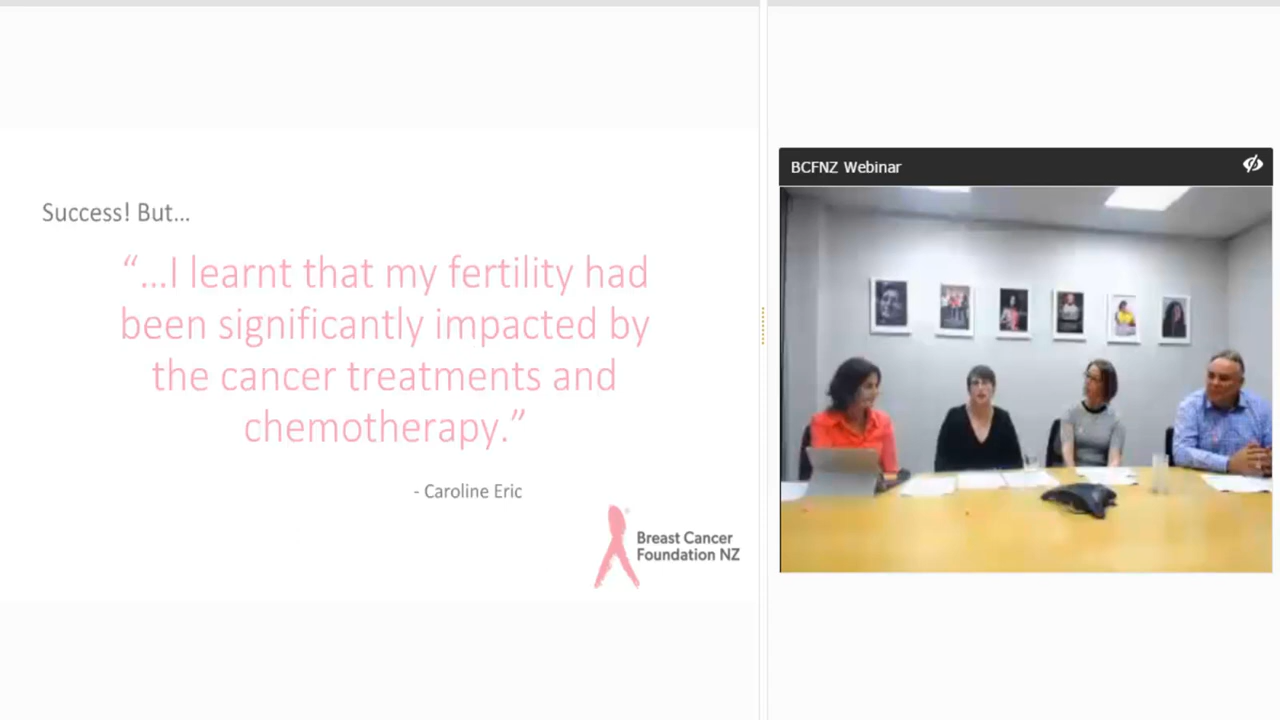 Success! But...
“...I learnt that my fertility had
been significantly impacted by
the cancer treatments and
chemotherapy.”
- Caroline Eric
Breast Cancer
Foundation NZ
BCFNZ Webinar